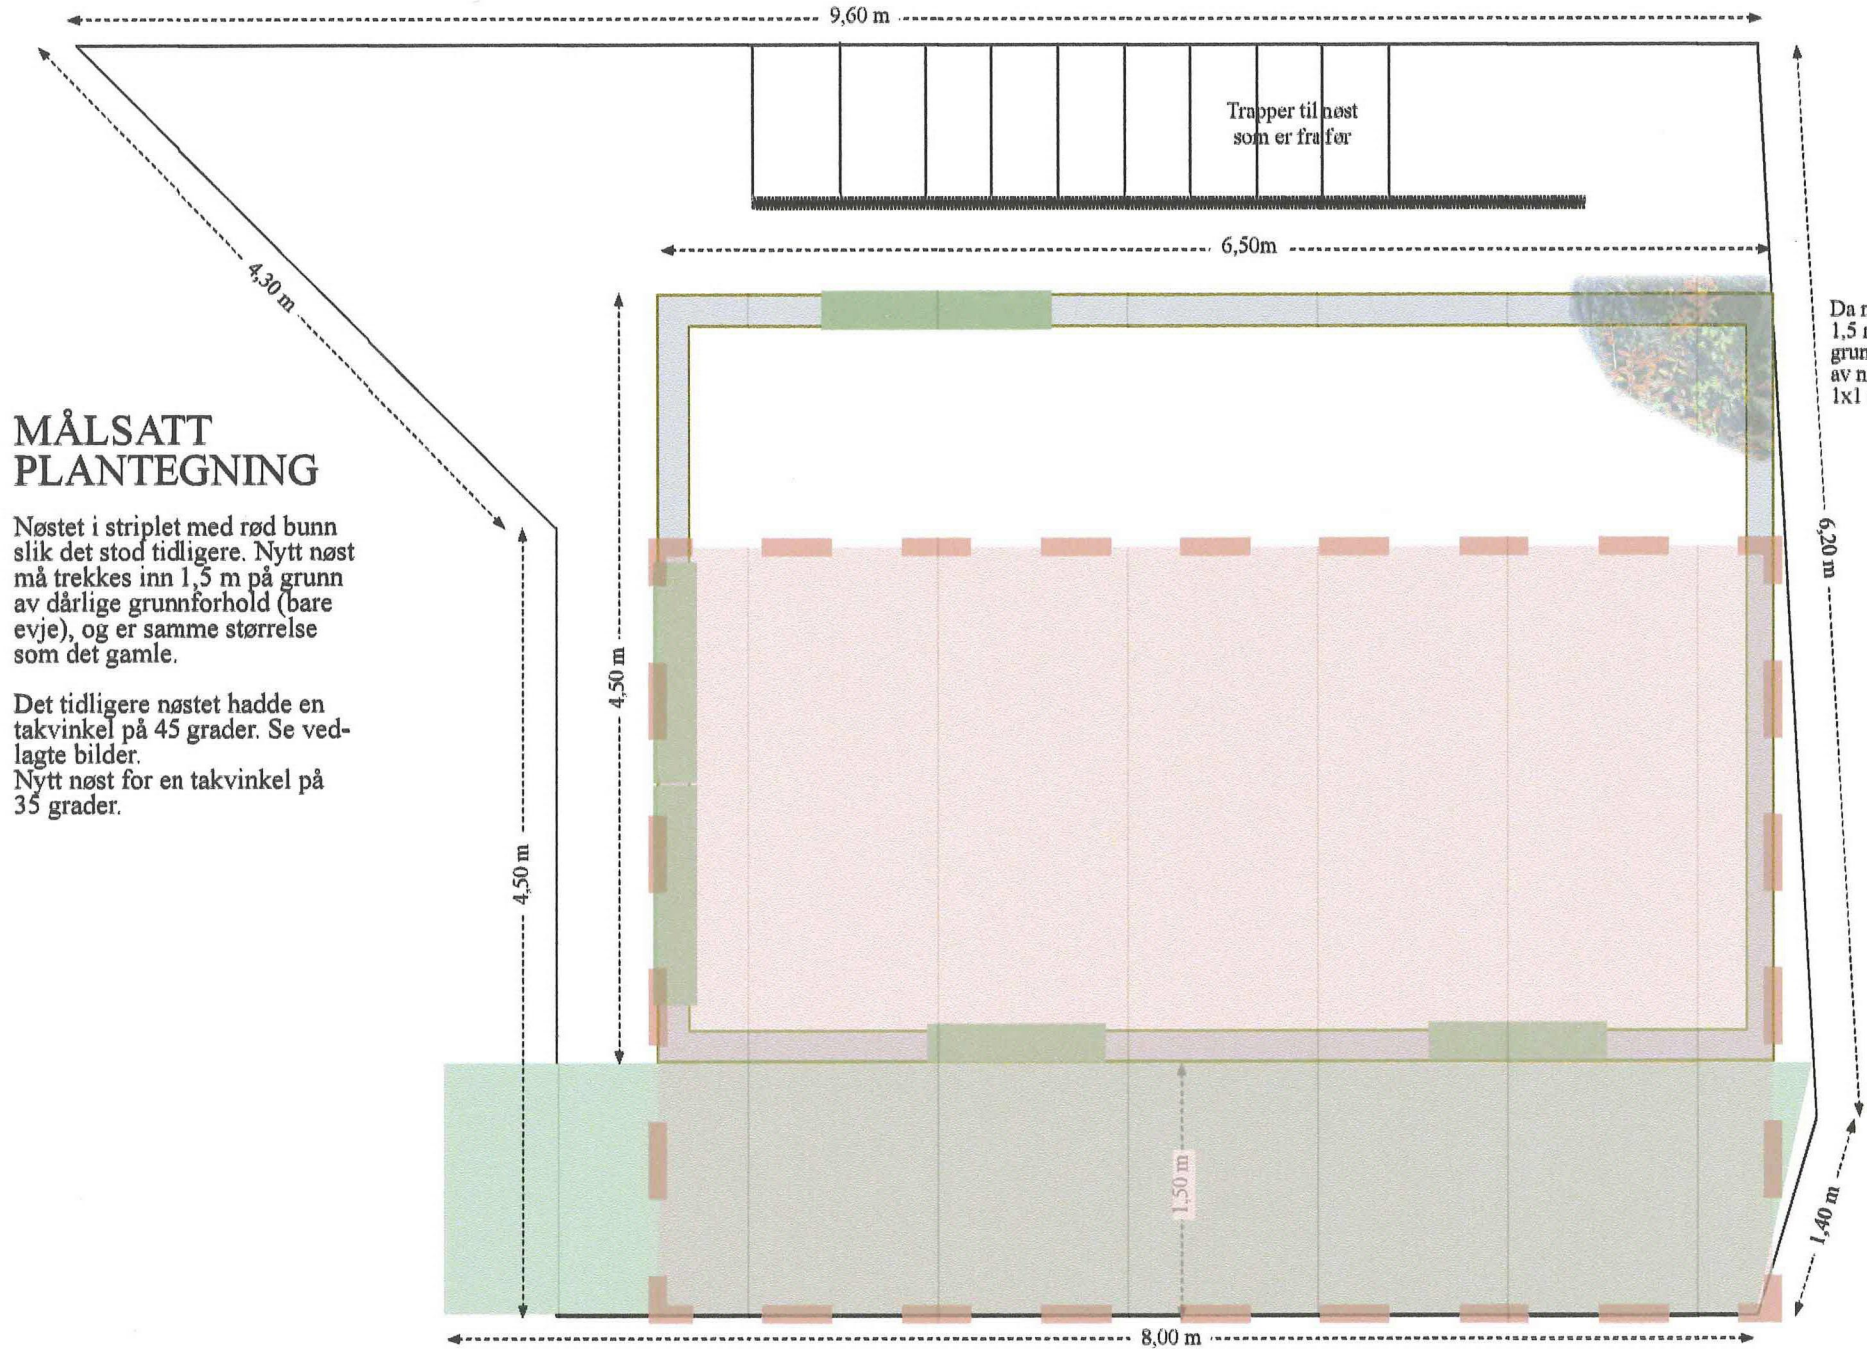 9,60 m
Trapper til nøst
som er fra før
6,50m
4,30 m
Da
1,5
av
1x1
MÅLSATT
PLANTEGNING
Nøstet i striplet med rød bunn
slik det stod tidligere. Nytt nøst
må trekkes inn 1,5 m på grunn
av dårlige grunnforhold (bare
evje), og er samme størrelse
som det gamle.
Det tidligere nøstet hadde en
takvinkel på 45 grader. Se ved-
lagte bilder.
Nytt nøst for en takvinkel på
35 grader.
4,50 m
4,50 m
6,20 m
1,50 m
1,40 m
8,00 m